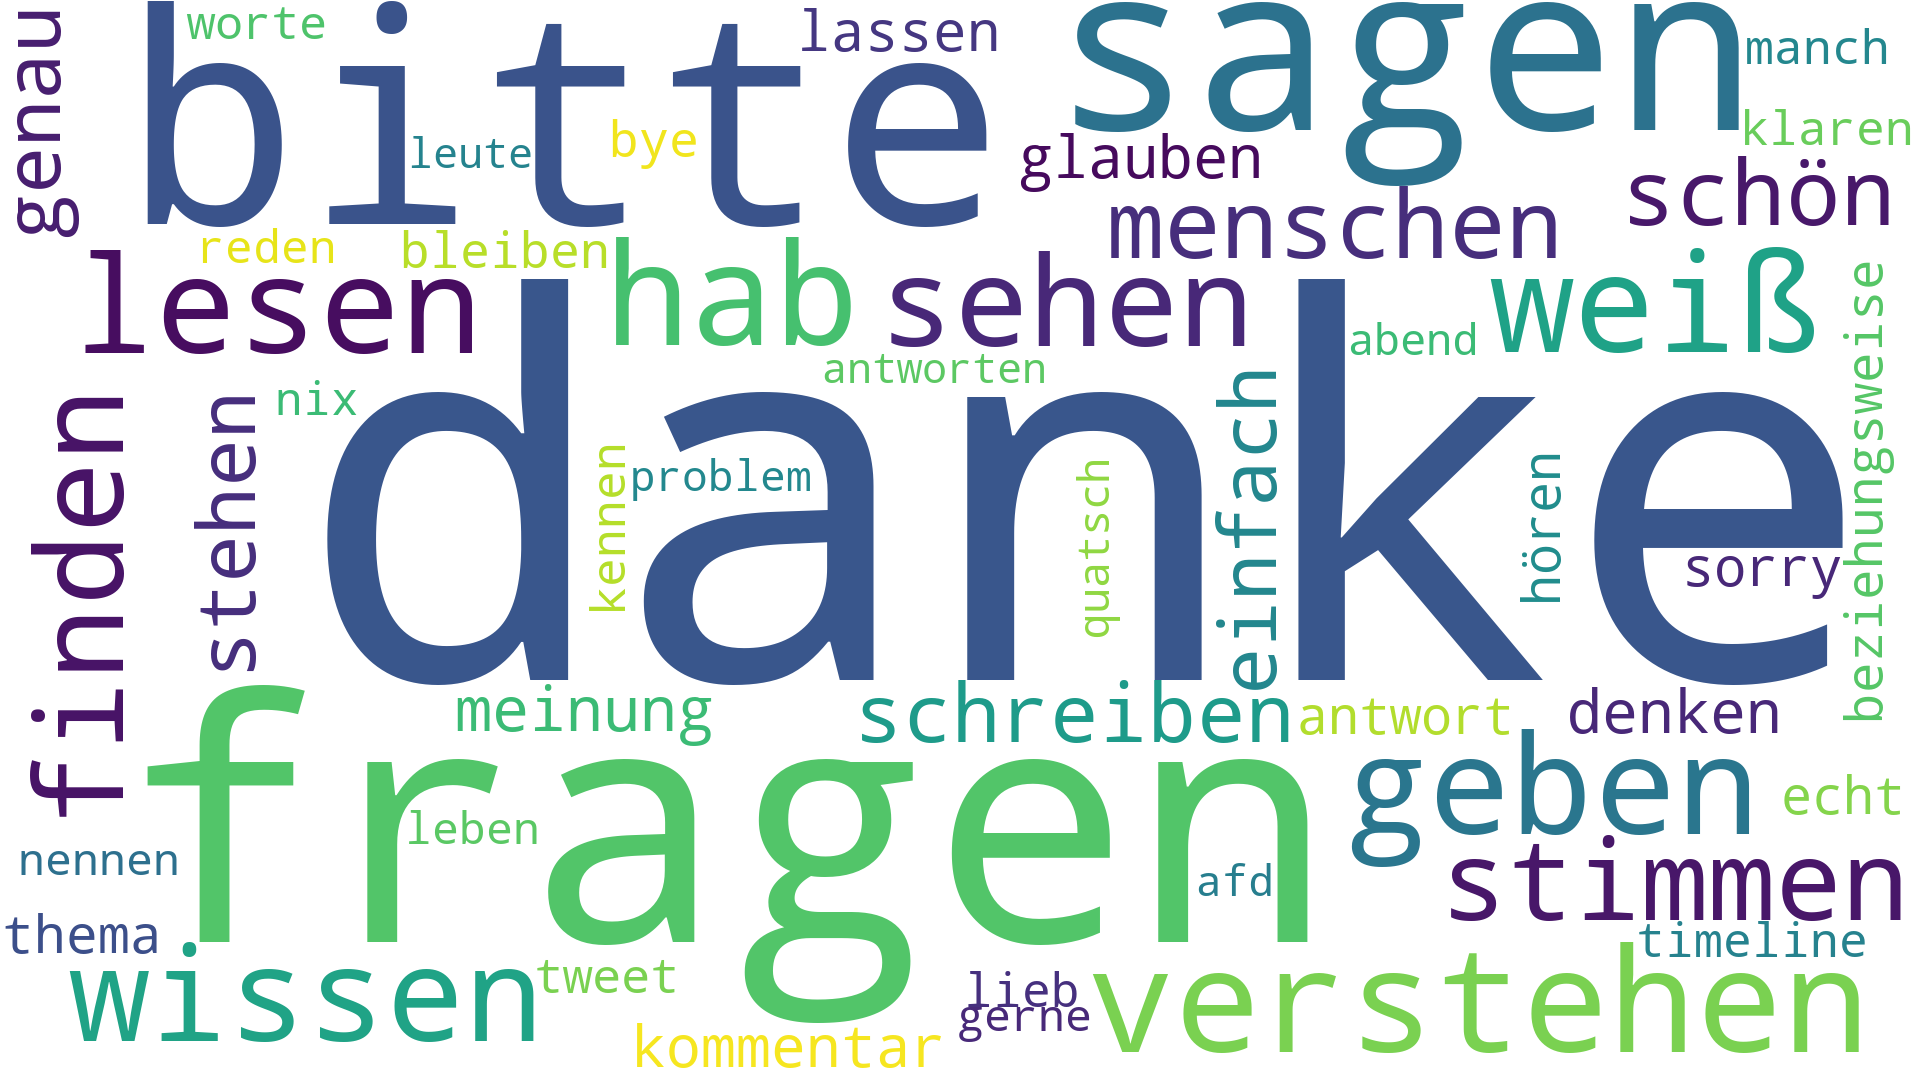 genau
worte
bitte
lassen
sagen
manch
leute
bye
glauben
klaren
schön
menschen
reden
bleiben
lesen
hab
sehen
weiß
abend
beziehungsweise
antworten
nix
finden
stehen
danke
kennen
problem
quatsch
einfach
hören
sorry
meinung
schreiben
antwort
denken
fragen
geben
echt
leben
nennen
afd
stimmen
thema
timeline
wissen
tweet
lieb
gerne
verstehen
kommentar